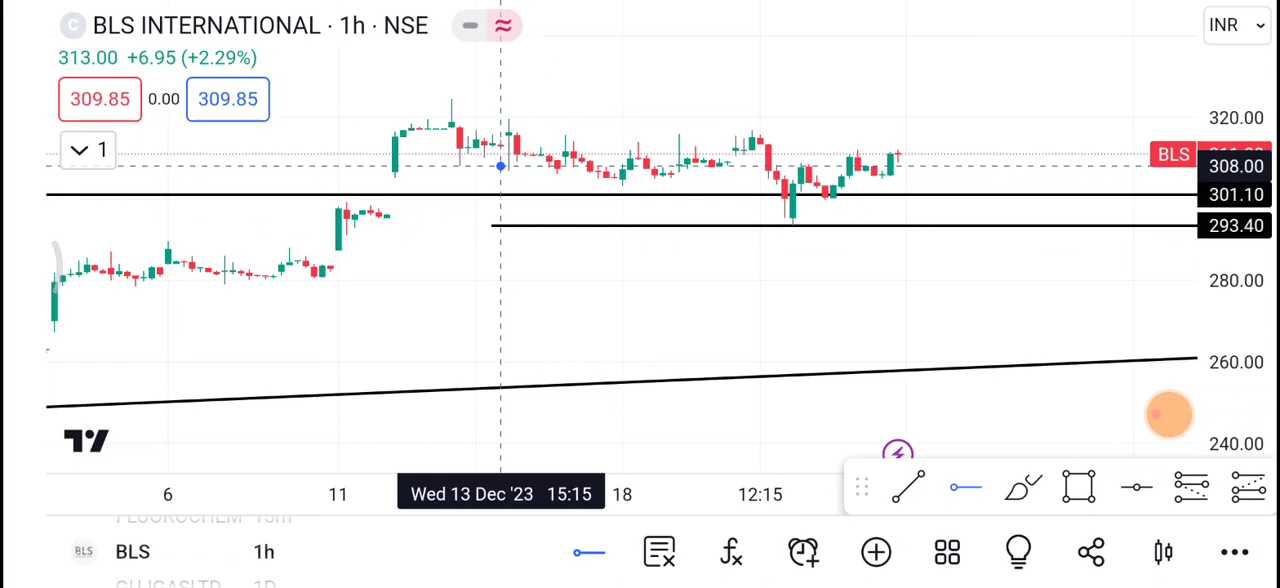 C BLS INTERNATIONAL · 1h · NSE
INR
313.00 +6.95 (+2.29%)
309.85 0.00 309.85
1
320.00
BLS
308.00
301.10
293.40
280.00
260.00
240.00
6 11 Wed 13 Dec '23 15:15 18 12:15
BLS 1h